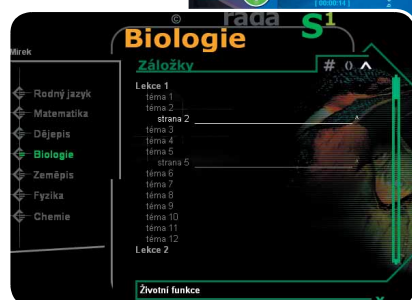 [ 00:00:14 ]
© rada S1
Biologie
Mirek
Záložky # 0 ^
Rodný jazyk
Matematika
Dějepis
Biologie
Zeměpis
Fyzika
Chemie
Lekce 1
téma 1
téma 2
strana 2
téma 3
téma 4
téma 5
strana 5
téma 6
téma 7
téma 8
téma 9
téma 10
téma 11
téma 12
Lekce 2
Životní funkce